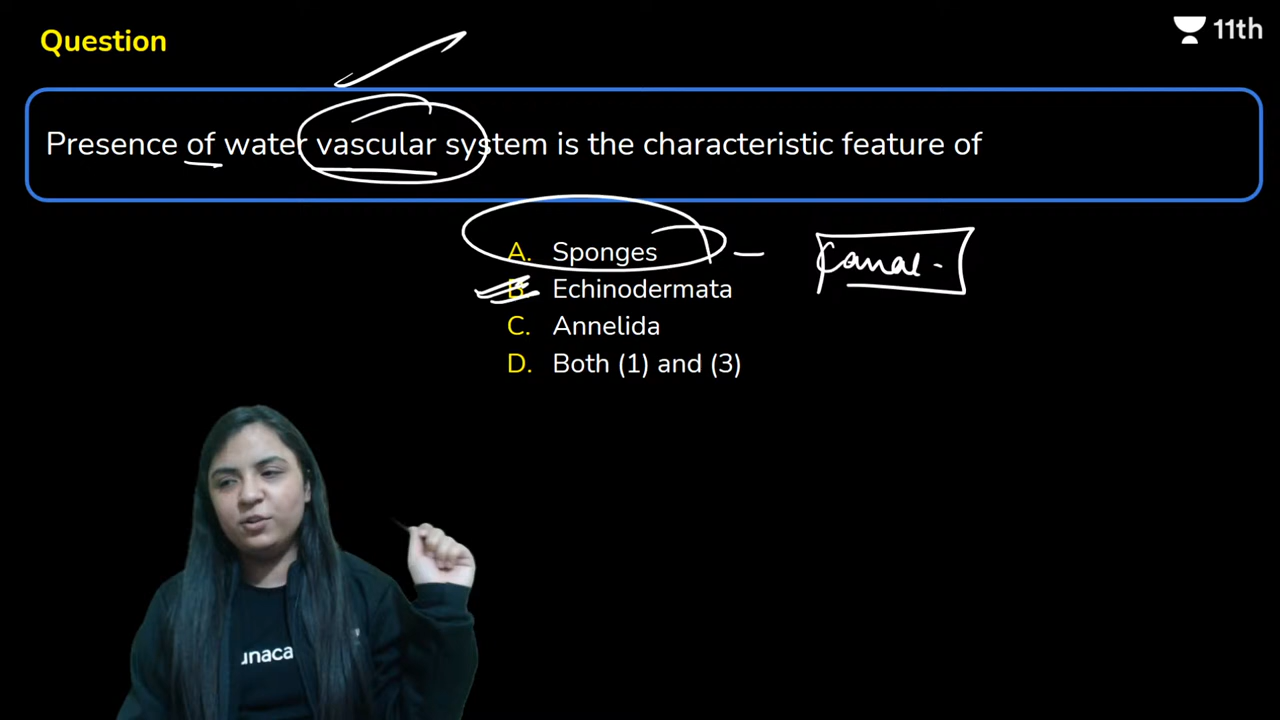 Question
11th
Presence of water vascular system is the characteristic feature of
A. Sponges - Canal -
B. Echinodermata
C. Annelida
D. Both (1) and (3)
unaca